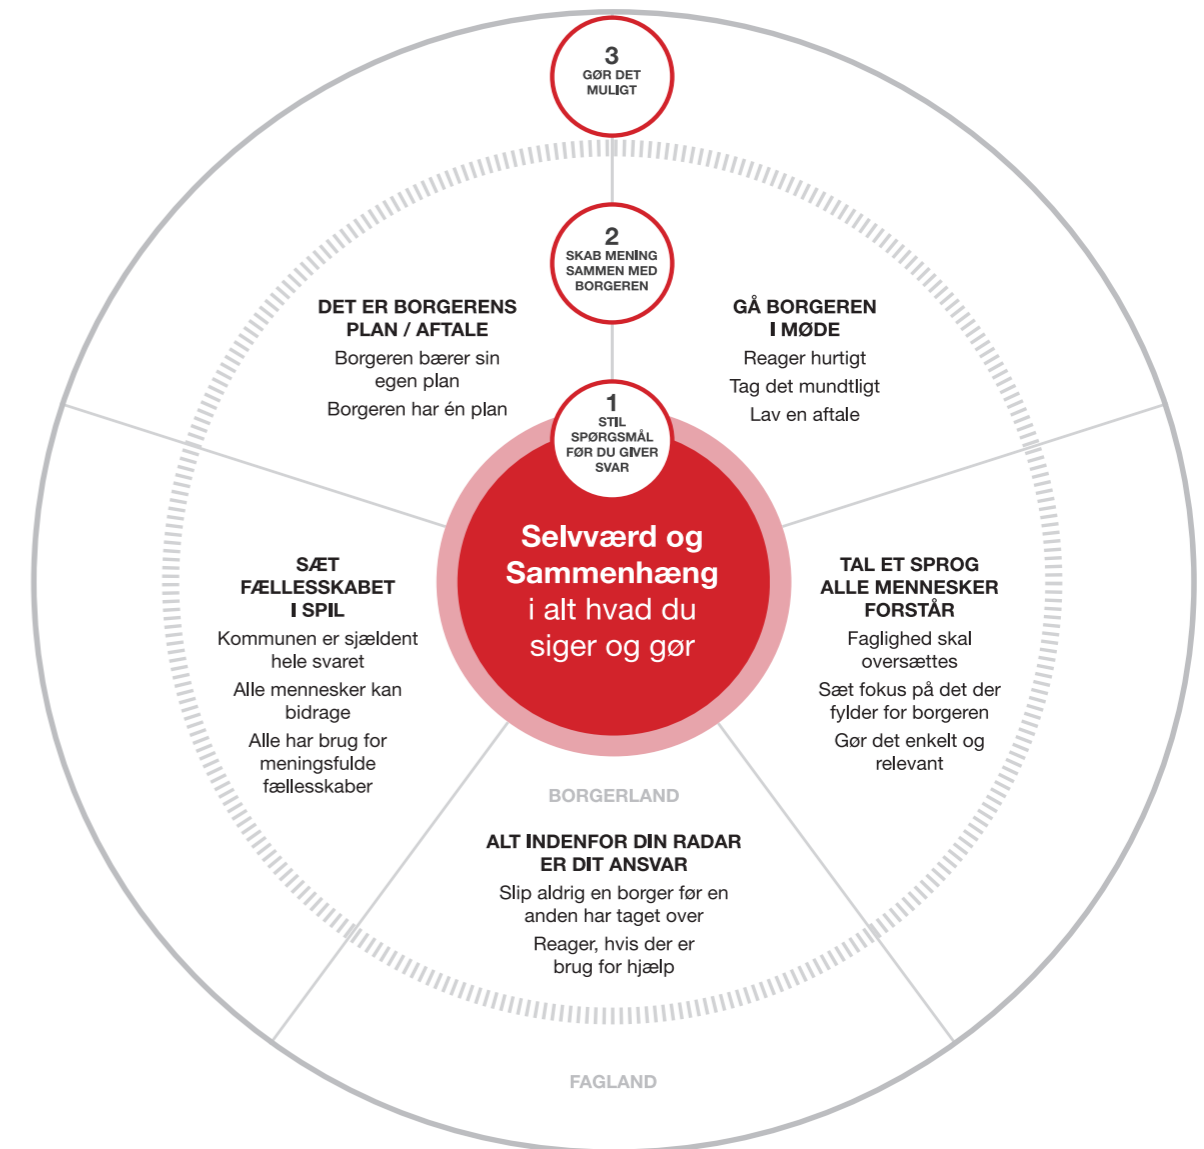 3
GØR DET
MULIGT
2
SKAB MENING
SAMMEN MED
BORGEREN
1
STIL
SPØRGSMÅL
FØR DU GIVER
SVAR
Selvværd og
Sammenhæng
i alt hvad du
siger og gør
DET ER BORGERENS
PLAN / AFTALE
Borgeren bærer sin
egen plan
Borgeren har én plan
GÅ BORGEREN
I MØDE
Reager hurtigt
Tag det mundtligt
Lav en aftale
SÆT
FÆLLESSKABET
I SPIL
Kommunen er sjældent
hele svaret
Alle mennesker kan
bidrage
Alle har brug for
meningsfulde
fællesskaber
TAL ET SPROG
ALLE MENNESKER
FORSTÅR
Faglighed skal
oversættes
Sæt fokus på det der
fylder for borgeren
Gør det enkelt og
relevant
BORGERLAND
ALT INDENFOR DIN RADAR
ER DIT ANSVAR
Slip aldrig en borger før en
anden har taget over
Reager, hvis der er
brug for hjælp
FAGLAND